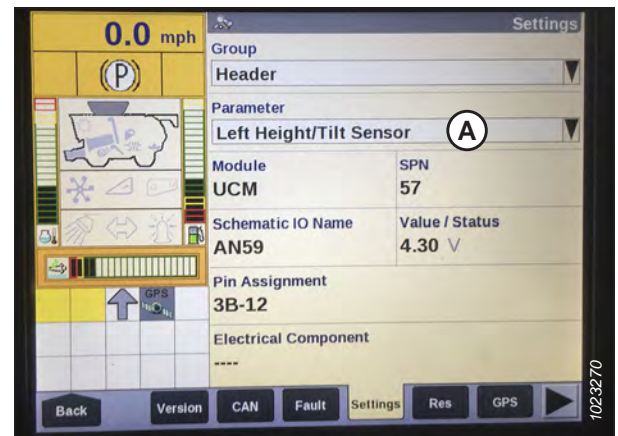 0.0 mph
(P)
GPS
Settings
Group
Header
Parameter
Left Height/Tilt Sensor
A
Module
UCM
SPN
57
Schematic IO Name
AN59
Value / Status
4.30 V
Pin Assignment
3B-12
Electrical Component
----
Back
Version
CAN
Fault
Settings
Res
GPS
1023270